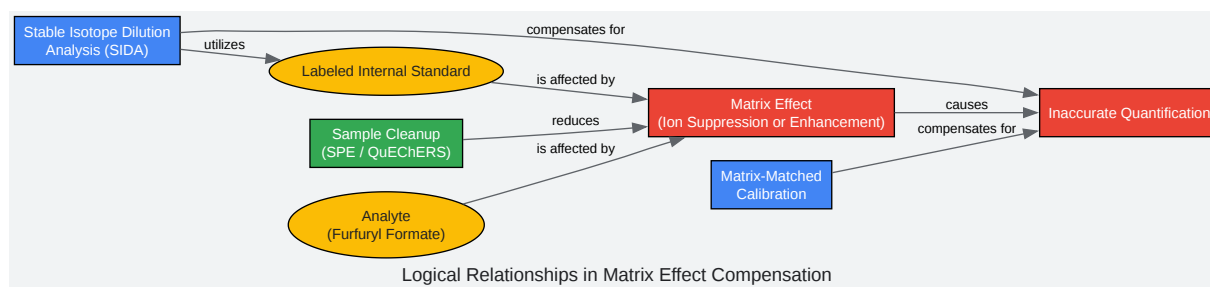 Stable Isotope Dilution
Analysis (SIDA)
utilizes
compensates for
Labeled Internal Standard
is affected by
Sample Cleanup
(SPE / QuEChERS)
reduces
is affected by
Analyte
(Furfuryl Formate)
Matrix Effect
(Ion Suppression or Enhancement)
causes
compensates for
Inaccurate Quantification
Matrix-Matched
Calibration
Logical Relationships in Matrix Effect Compensation